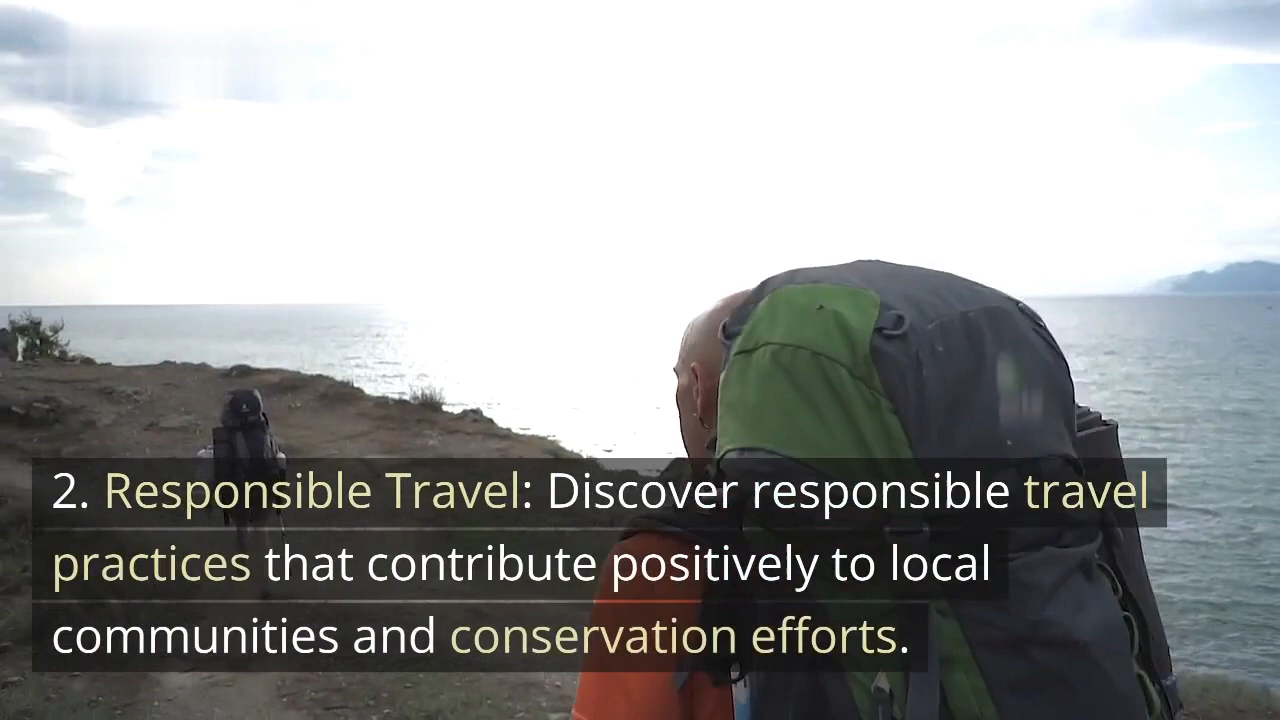 2. Responsible Travel: Discover responsible travel
practices that contribute positively to local
communities and conservation efforts.